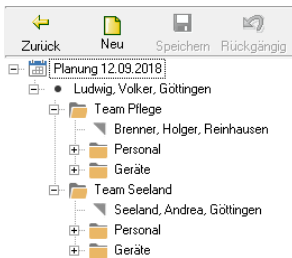 Zurück Neu Speichern Rückgängig
Planung 12.09.2018
Ludwig, Volker, Göttingen
Team Pflege
Brenner, Holger, Reinhausen
Personal
Geräte
Team Seeland
Seeland, Andrea, Göttingen
Personal
Geräte